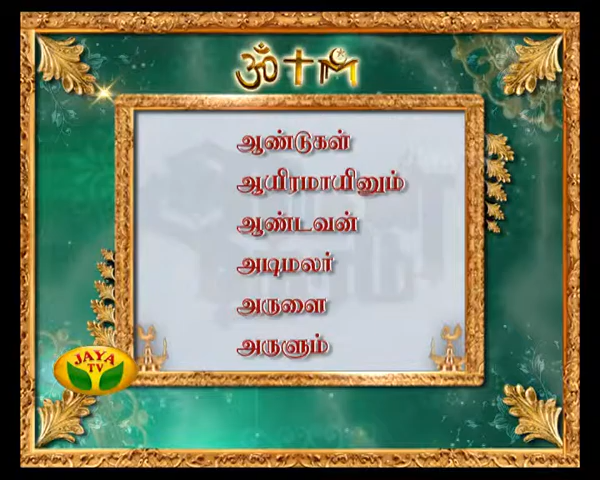 ஆண்டுகள்
ஆயிரமாயினும்
ஆண்டவன்
அடிமலர்
அருளை
அருளும்
JAYA
TV